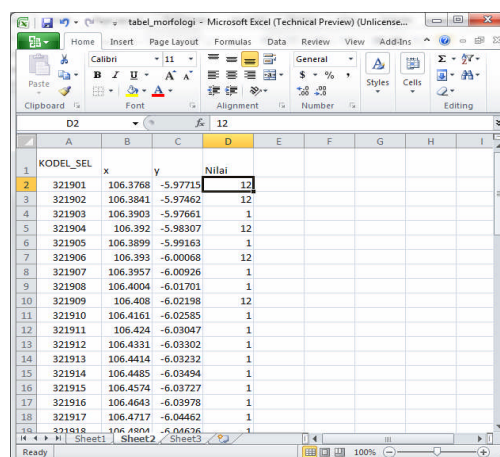 tabel_morfologi - Microsoft Excel (Technical Preview) (Unlicense...
Home Insert Page Layout Formulas Data Review View Add-Ins
Calibri 11 General Σ
Paste B I U A A $ % , Styles Cells
Clipboard Font Alignment Number Editing
D2 fx 12
A B C D E F G H I
1 KODEL_SEL x y Nilai
2 321901 106.3768 -5.97715 12
3 321902 106.3841 -5.97462 12
4 321903 106.3903 -5.97661 1
5 321904 106.392 -5.98307 12
6 321905 106.3899 -5.99163 1
7 321906 106.393 -6.00068 12
8 321907 106.3957 -6.00926 1
9 321908 106.4004 -6.01701 1
10 321909 106.408 -6.02198 12
11 321910 106.4161 -6.02585 1
12 321911 106.424 -6.03047 1
13 321912 106.4331 -6.03302 1
14 321913 106.4414 -6.03232 1
15 321914 106.4485 -6.03494 1
16 321915 106.4574 -6.03727 1
17 321916 106.4643 -6.03978 1
18 321917 106.4717 -6.04462 1
19 321918 106.4804 -6.04626 1
Sheet1 Sheet2 Sheet3
Ready 100%